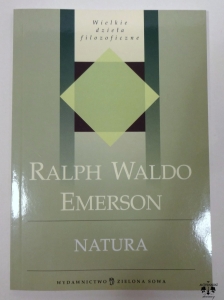 Wielkie
dzieła
filozoficzne
RALPH WALDO
EMERSON
NATURA
WYDAWNICTWO ZIELONA SOWA